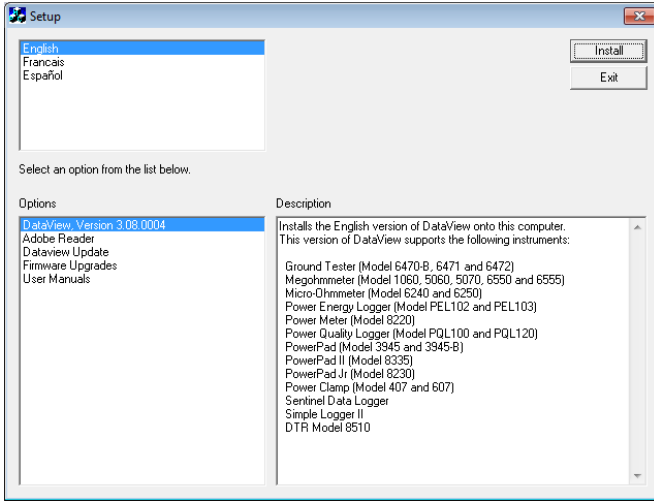 Setup
English
Francais
Español
Install
Exit
Select an option from the list below.
Options
DataView, Version 3.08.0004
Adobe Reader
Dataview Update
Firmware Upgrades
User Manuals
Description
Installs the English version of DataView onto this computer.
This version of DataView supports the following instruments:
Ground Tester (Model 6470-B, 6471 and 6472)
Megohmmeter (Model 1060, 5060, 5070, 6550 and 6555)
Micro-Ohmmeter (Model 6240 and 6250)
Power Energy Logger (Model PEL102 and PEL103)
Power Meter (Model 8220)
Power Quality Logger (Model PQL100 and PQL120)
PowerPad (Model 3945 and 3945-B)
PowerPad II (Model 8335)
PowerPad Jr (Model 8230)
Power Clamp (Model 407 and 607)
Sentinel Data Logger
Simple Logger II
DTR Model 8510